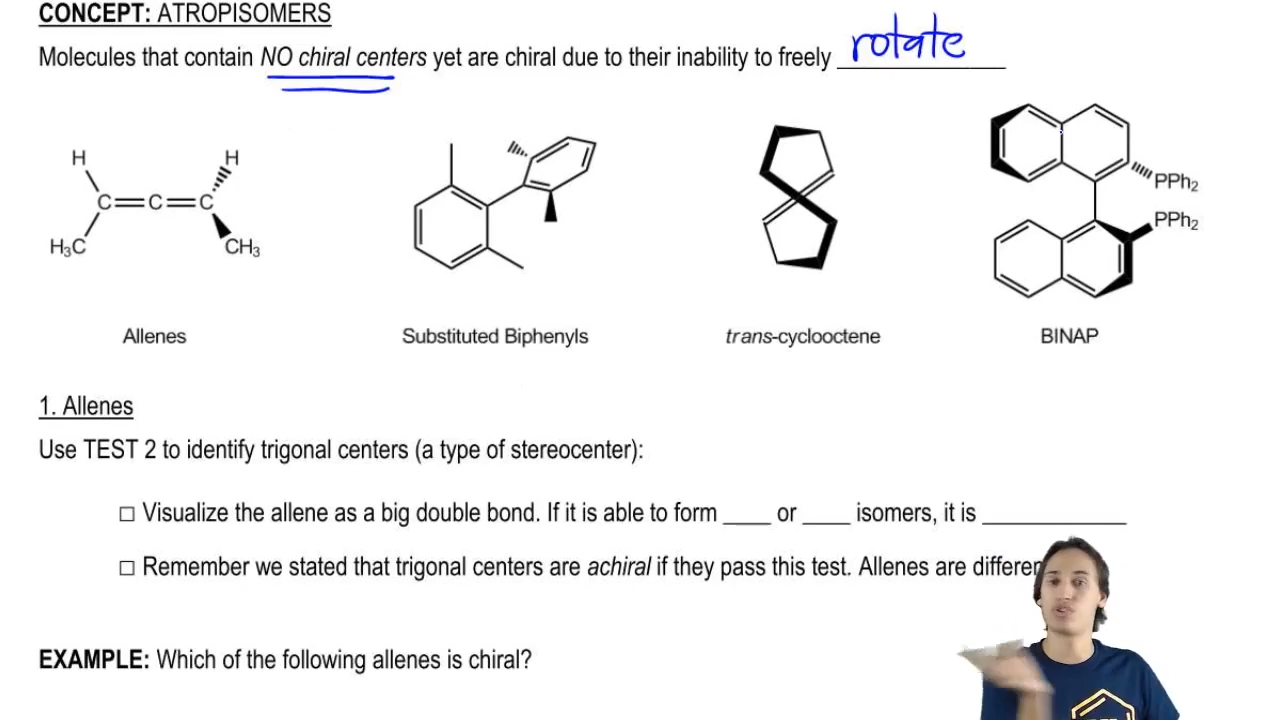 CONCEPT: ATROPISOMERS
Molecules that contain NO chiral centers yet are chiral due to their inability to freely rotate
H H
C=C=C
H₃C CH₃
PPh₂
PPh₂
Allenes Substituted Biphenyls trans-cyclooctene BINAP
1. Allenes
Use TEST 2 to identify trigonal centers (a type of stereocenter):
□ Visualize the allene as a big double bond. If it is able to form ____ or ____ isomers, it is ____________
□ Remember we stated that trigonal centers are achiral if they pass this test. Allenes are
EXAMPLE: Which of the following allenes is chiral?